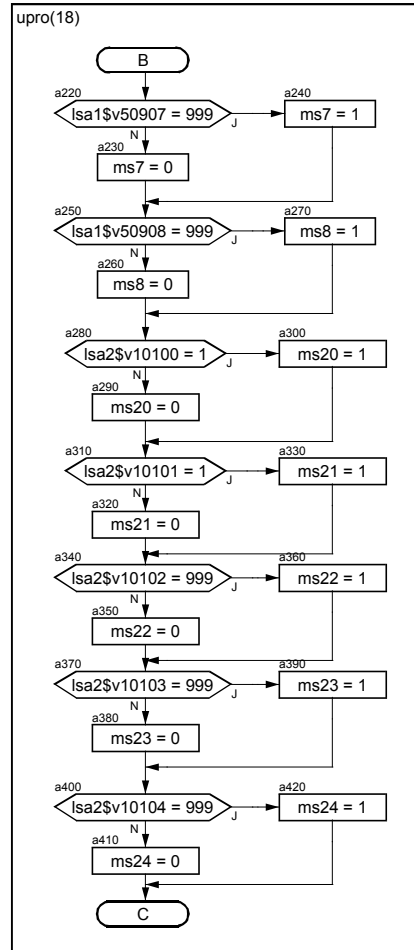 upro(18)
B
a220
lsa1$v50907 = 999
J
a240
ms7 = 1
N
a230
ms7 = 0
a250
lsa1$v50908 = 999
J
a270
ms8 = 1
N
a260
ms8 = 0
a280
lsa2$v10100 = 1
J
a300
ms20 = 1
N
a290
ms20 = 0
a310
lsa2$v10101 = 1
J
a330
ms21 = 1
N
a320
ms21 = 0
a340
lsa2$v10102 = 999
J
a360
ms22 = 1
N
a350
ms22 = 0
a370
lsa2$v10103 = 999
J
a390
ms23 = 1
N
a380
ms23 = 0
a400
lsa2$v10104 = 999
J
a420
ms24 = 1
N
a410
ms24 = 0
C